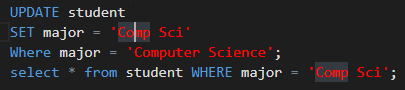 UPDATE student
SET major = 'Comp Sci'
Where major = 'Computer Science';
select * from student WHERE major = 'Comp Sci';